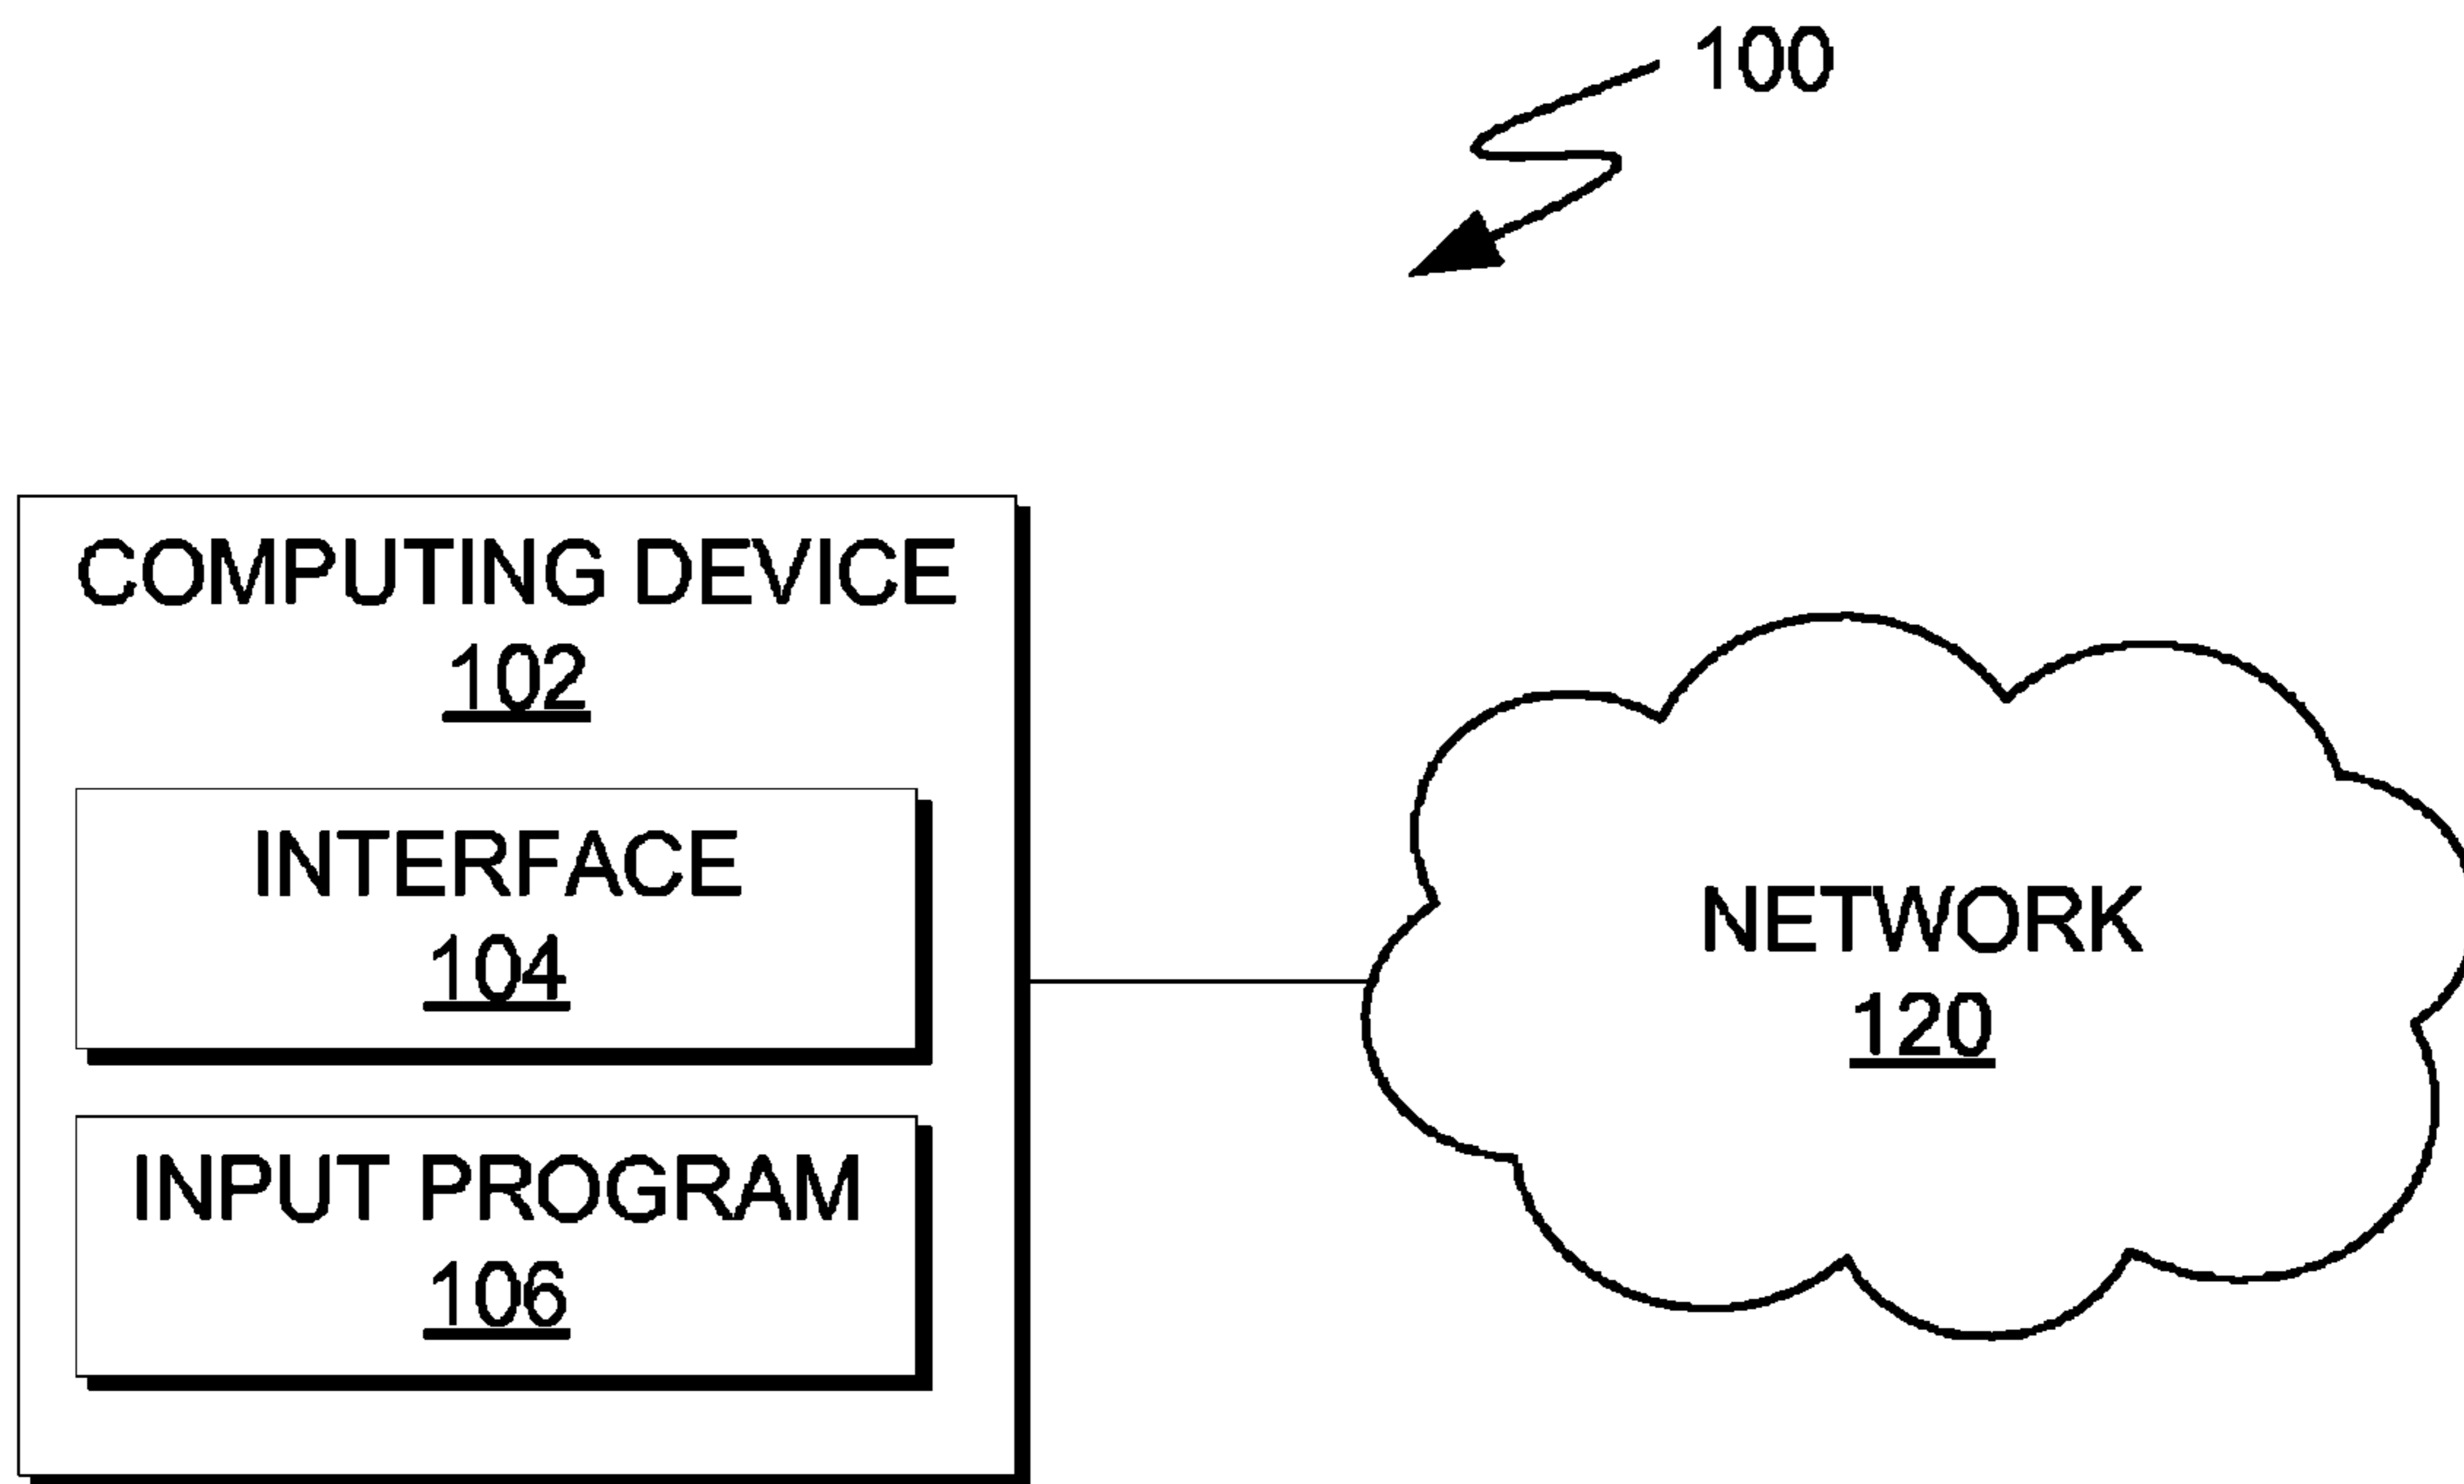 100
COMPUTING DEVICE
102
INTERFACE
104
INPUT PROGRAM
106
NETWORK
120